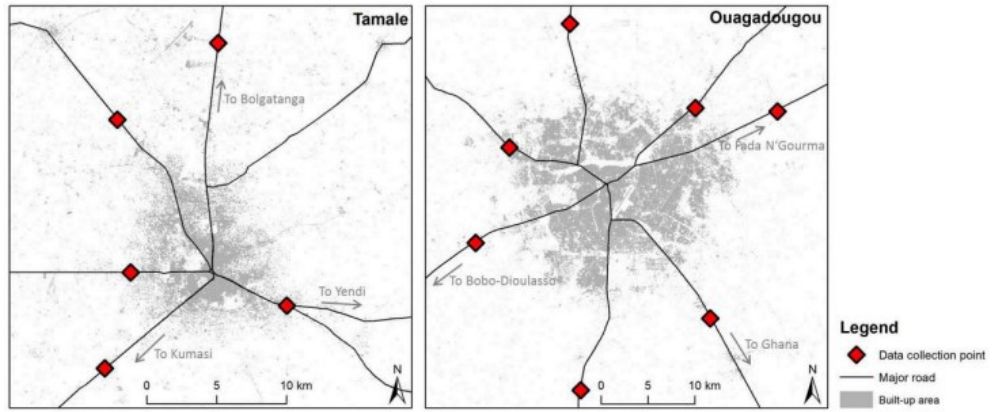 Tamale
To Bolgatanga
To Yendi
To Kumasi
0 5 10 km
N
Ouagadougou
To Fada N'Gourma
To Bobo-Dioulasso
To Ghana
0 5 10 km
N
Legend
Data collection point
Major road
Built-up area